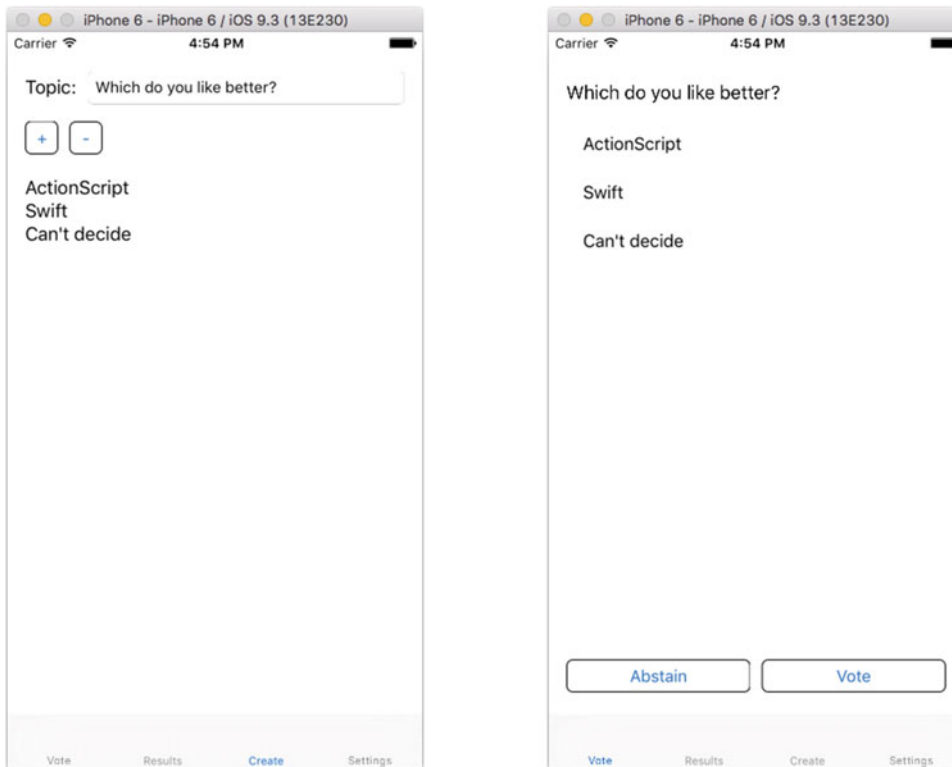 iPhone 6 - iPhone 6 / iOS 9.3 (13E230)
Carrier 4:54 PM
Topic: Which do you like better?
+ -
ActionScript
Swift
Can't decide
Vote Results Create Settings
iPhone 6 - iPhone 6 / iOS 9.3 (13E230)
Carrier 4:54 PM
Which do you like better?
ActionScript
Swift
Can't decide
Abstain Vote
Vote Results Create Settings